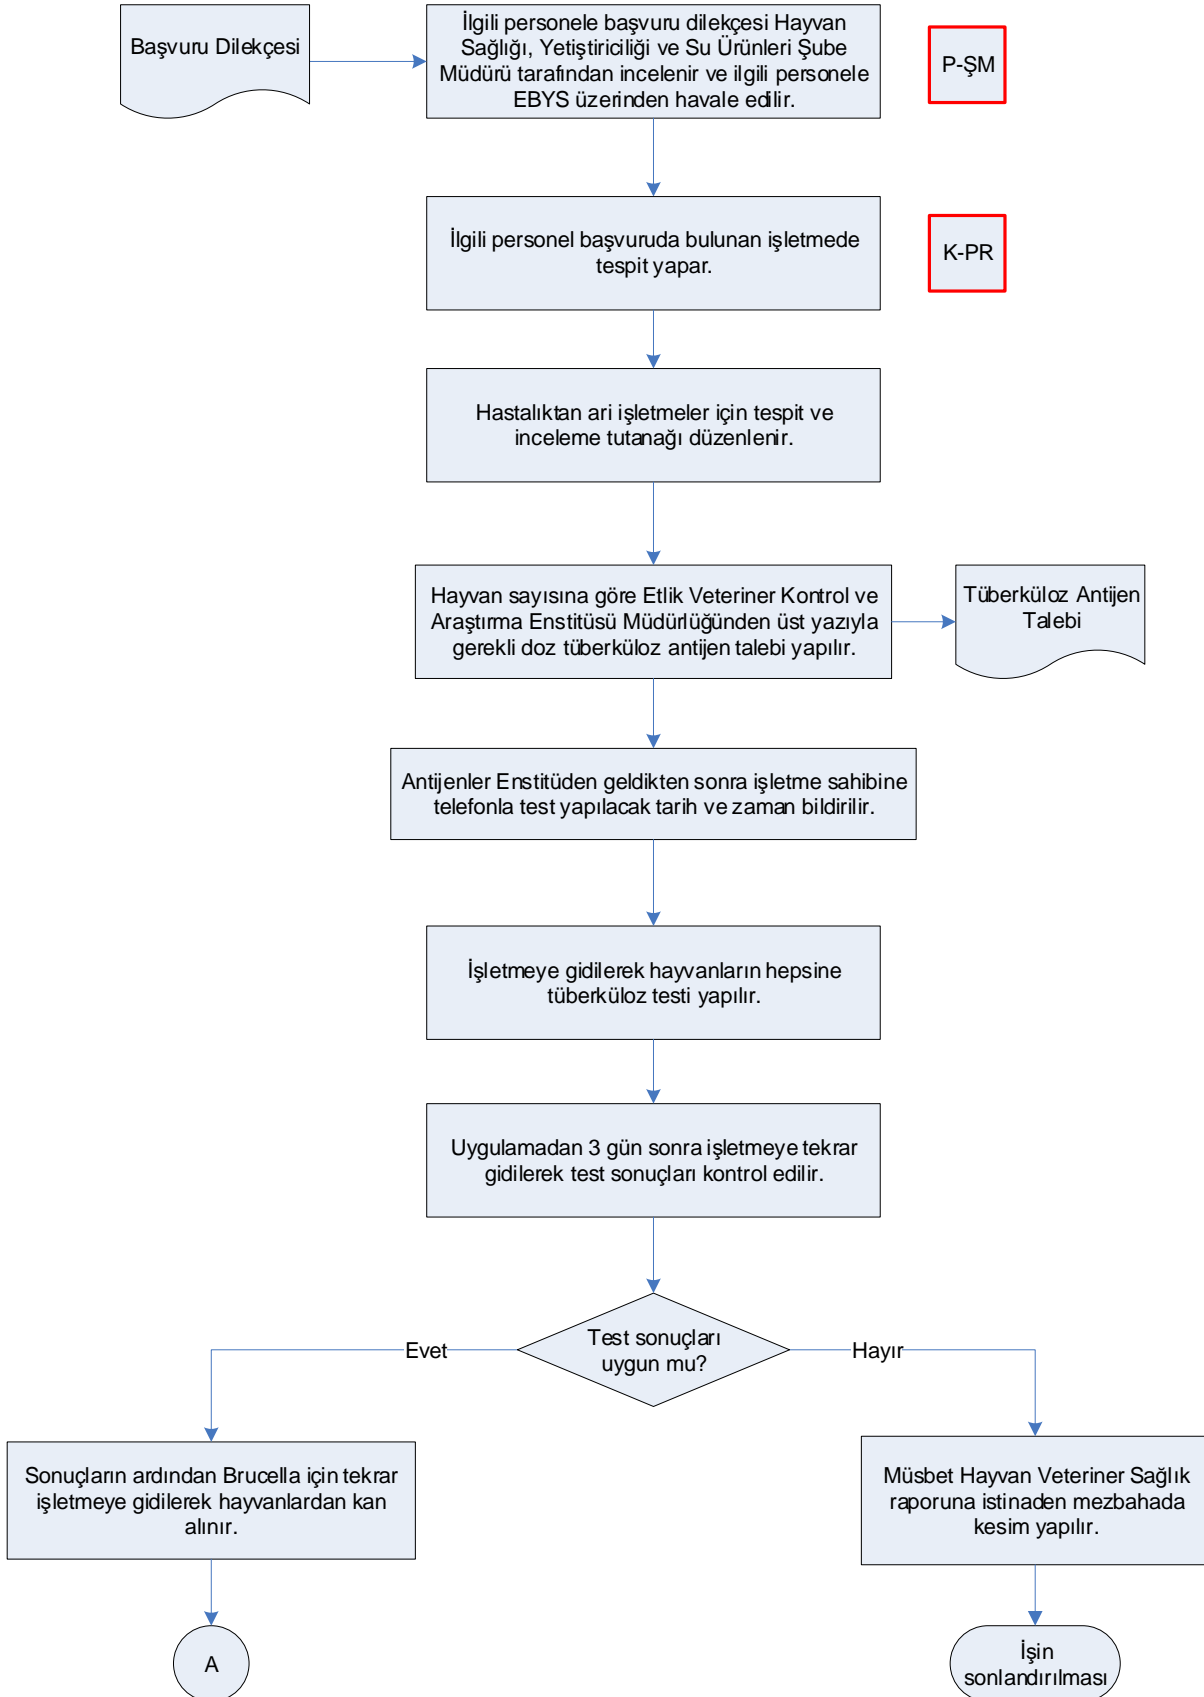 Başvuru Dilekçesi
İlgili personele başvuru dilekçesi Hayvan
Sağlığı, Yetiştiriciliği ve Su Ürünleri Şube
Müdürü tarafından incelenir ve ilgili personele
EBYS üzerinden havale edilir.
P-ŞM
İlgili personel başvuruda bulunan işletmede
tespit yapar.
K-PR
Hastalıktan ari işletmeler için tespit ve
inceleme tutanağı düzenlenir.
Hayvan sayısına göre Etlik Veteriner Kontrol ve
Araştırma Enstitüsü Müdürlüğünden üst yazıyla
gerekli doz tüberküloz antijen talebi yapılır.
Tüberküloz Antijen
Talebi
Antijenler Enstitüden geldikten sonra işletme sahibine
telefonla test yapılacak tarih ve zaman bildirilir.
İşletmeye gidilerek hayvanların hepsine
tüberküloz testi yapılır.
Uygulamadan 3 gün sonra işletmeye tekrar
gidilerek test sonuçları kontrol edilir.
Test sonuçları
uygun mu?
Evet
Hayır
Sonuçların ardından Brucella için tekrar
işletmeye gidilerek hayvanlardan kan
alınır.
Müsbet Hayvan Veteriner Sağlık
raporuna istinaden mezbahada
kesim yapılır.
A
İşin
sonlandırılması